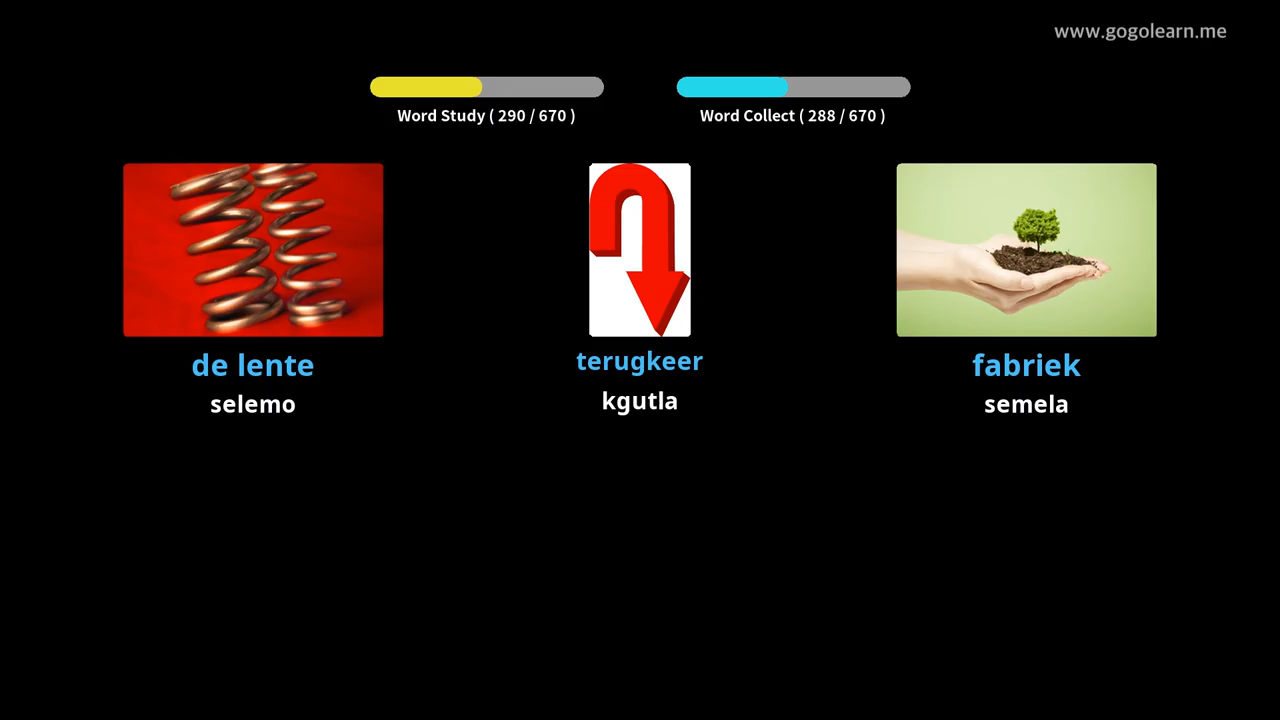 www.gogolearn.me
Word Study ( 290 / 670 )
Word Collect ( 288 / 670 )
de lente
selemo
terugkeer
kgutla
fabriek
semela